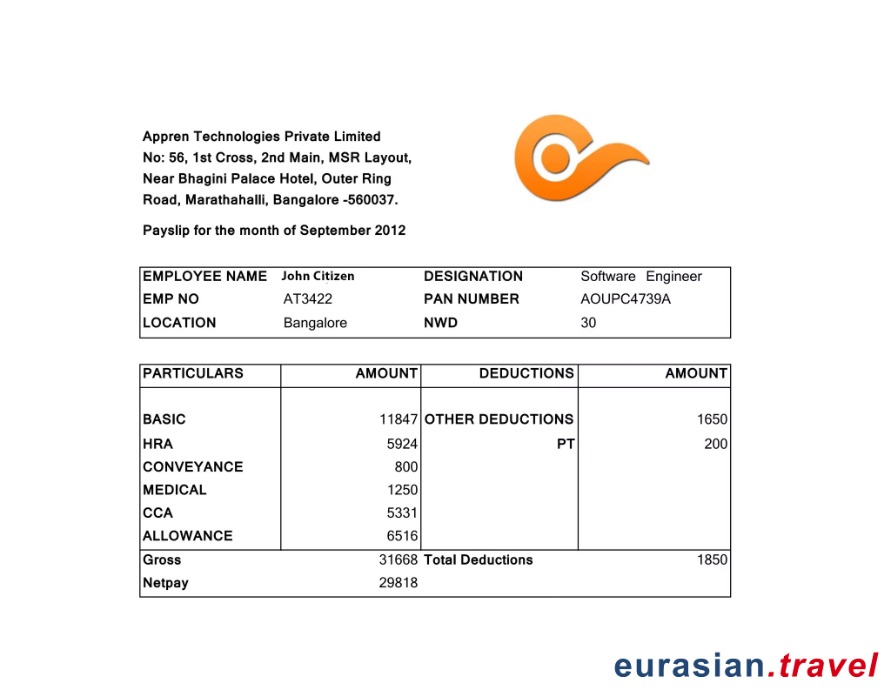 Appren Technologies Private Limited
No: 56, 1st Cross, 2nd Main, MSR Layout,
Near Bhagini Palace Hotel, Outer Ring
Road, Marathahalli, Bangalore -560037.
Payslip for the month of September 2012
EMPLOYEE NAME John Citizen DESIGNATION Software Engineer
EMP NO AT3422 PAN NUMBER AOUPC4739A
LOCATION Bangalore NWD 30
PARTICULARS AMOUNT DEDUCTIONS AMOUNT
BASIC 11847 OTHER DEDUCTIONS 1650
HRA 5924 PT 200
CONVEYANCE 800
MEDICAL 1250
CCA 5331
ALLOWANCE 6516
Gross 31668 Total Deductions 1850
Netpay 29818
eurasian.travel